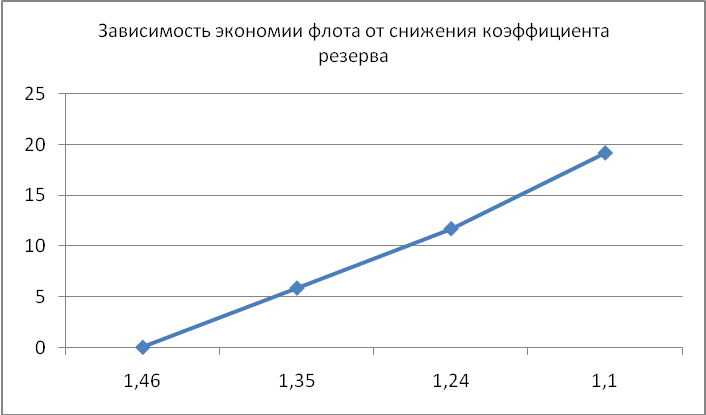 Зависимость экономии флота от снижения коэффициента
резерва
25
20
15
10
5
0
1,46 1,35 1,24 1,1